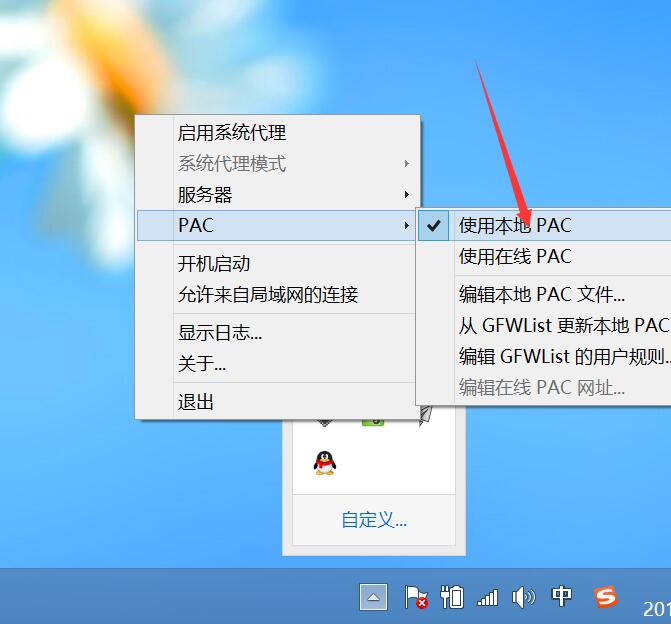 启用系统代理
系统代理模式
服务器
PAC
开机启动
允许来自局域网的连接
显示日志...
关于...
退出
使用本地 PAC
使用在线 PAC
编辑本地 PAC 文件...
从 GFWList 更新本地 PAC
编辑 GFWList 的用户规则...
编辑在线 PAC 网址...
自定义...
中
S
201